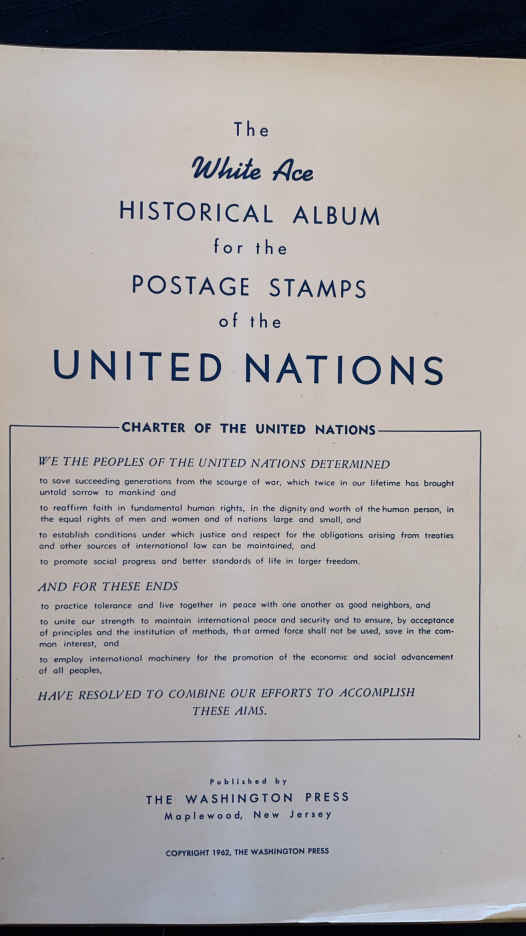 The
White Ace
HISTORICAL ALBUM
for the
POSTAGE STAMPS
of the
UNITED NATIONS
CHARTER OF THE UNITED NATIONS
WE THE PEOPLES OF THE UNITED NATIONS DETERMINED
to save succeeding generations from the scourge of war, which twice in our lifetime has brought
untold sorrow to mankind and
to reaffirm faith in fundamental human rights, in the dignity and worth of the human person, in
the equal rights of men and women and of nations large and small, and
to establish conditions under which justice and respect for the obligations arising from treaties
and other sources of international law can be maintained, and
to promote social progress and better standards of life in larger freedom.
AND FOR THESE ENDS
to practice tolerance and live together in peace with one another as good neighbors, and
to unite our strength to maintain international peace and security and to ensure, by acceptance
of principles and the institution of methods, that armed force shall not be used, save in the com-
mon interest, and
to employ international machinery for the promotion of the economic and social advancement
of all peoples,
HAVE RESOLVED TO COMBINE OUR EFFORTS TO ACCOMPLISH
THESE AIMS.
Published by
THE WASHINGTON PRESS
Maplewood, New Jersey
COPYRIGHT 1962, THE WASHINGTON PRESS